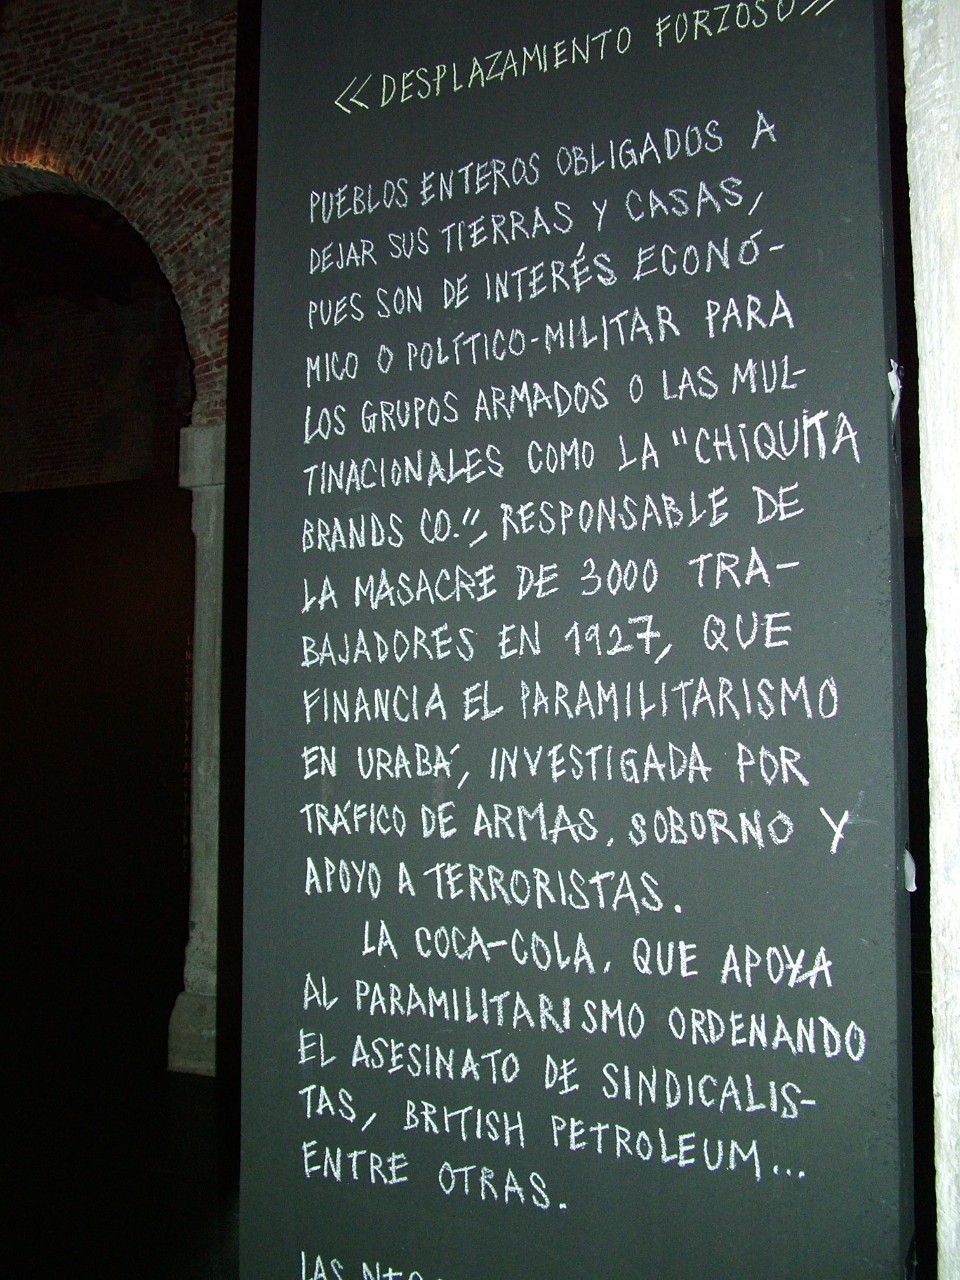 <<DESPLAZAMIENTO FORZOSO>>
PUEBLOS ENTEROS OBLIGADOS A
DEJAR SUS TIERRAS Y CASAS,
PUES SON DE INTERÉS ECONÓ-
MICO O POLÍTICO-MILITAR PARA
LOS GRUPOS ARMADOS O LAS MUL-
TINACIONALES COMO LA "CHIQUITA
BRANDS CO.", RESPONSABLE DE
LA MASACRE DE 3000 TRA-
BAJADORES EN 1927, QUE
FINANCIA EL PARAMILITARISMO
EN URABÁ, INVESTIGADA POR
TRÁFICO DE ARMAS, SOBORNO Y
APOYO A TERRORISTAS.
LA COCA-COLA, QUE APOYA
AL PARAMILITARISMO ORDENANDO
EL ASESINATO DE SINDICALIS-
TAS, BRITISH PETROLEUM...
ENTRE OTRAS.
LAS